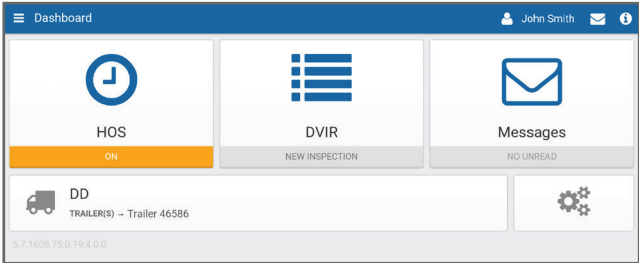 Dashboard John Smith
HOS DVIR Messages
ON NEW INSPECTION NO UNREAD
DD
TRAILER(S) – Trailer 46586
5.7.1608.75:0.19:4.0.0